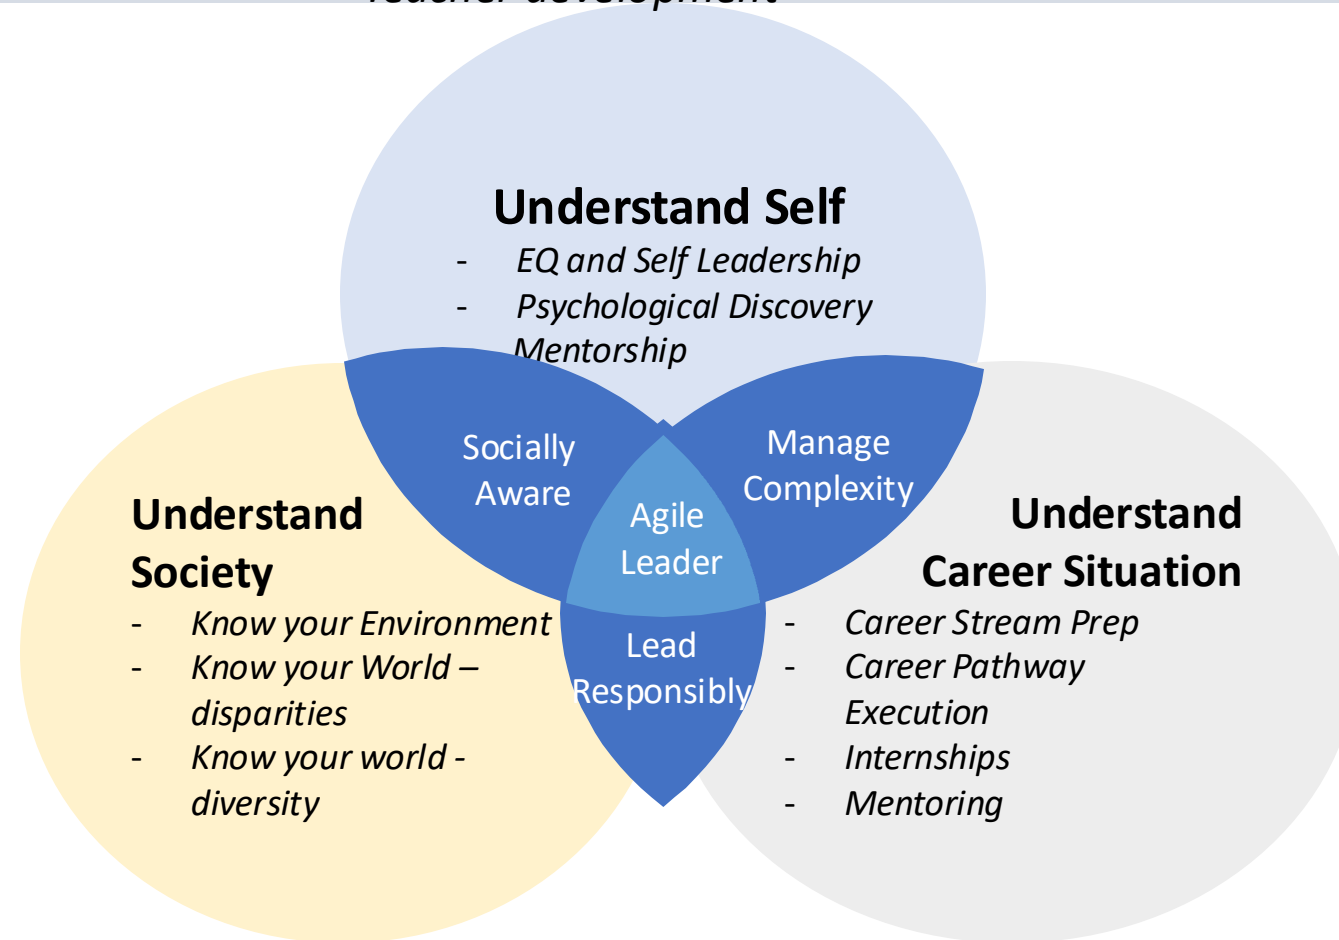 Teacher development
Understand Self
- EQ and Self Leadership
- Psychological Discovery
Mentorship
Socially
Aware
Manage
Complexity
Agile
Leader
Lead
Responsibly
Understand
Society
- Know your Environment
- Know your World –
disparities
- Know your world -
diversity
Understand
Career Situation
- Career Stream Prep
- Career Pathway
Execution
- Internships
- Mentoring